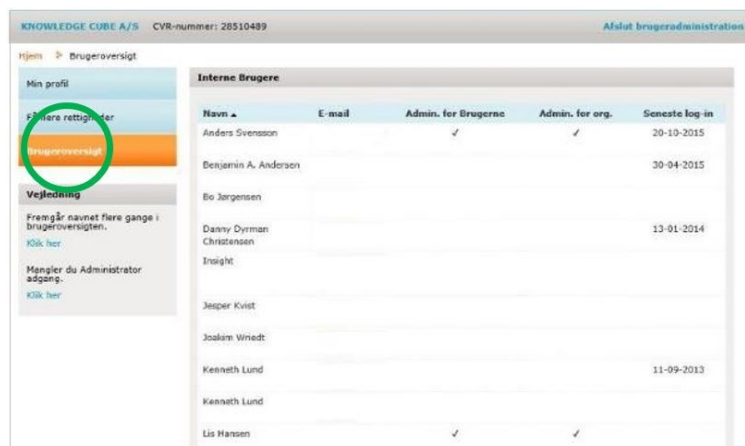 KNOWLEDGE CUBE A/S CVR-nummer: 28510489 Afslut brugeradministration
Hjem Brugeroversigt
Min profil
Få flere rettigheder
Brugeroversigt
Vejledning
Fremgår navnet flere gange i
brugeroversigten.
Klik her
Mangler du Administrator
adgang.
Klik her
Interne Brugere
Navn E-mail Admin. for Brugerne Admin. for org. Seneste log-in
Anders Svensson ✓ ✓ 20-10-2015
Benjamin A. Andersen 30-04-2015
Bo Jørgensen
Danny Dyrman 13-01-2014
Christensen
Insight
Jesper Kvist
Joakim Wriedt
Kenneth Lund 11-09-2013
Kenneth Lund
Lis Hansen ✓ ✓